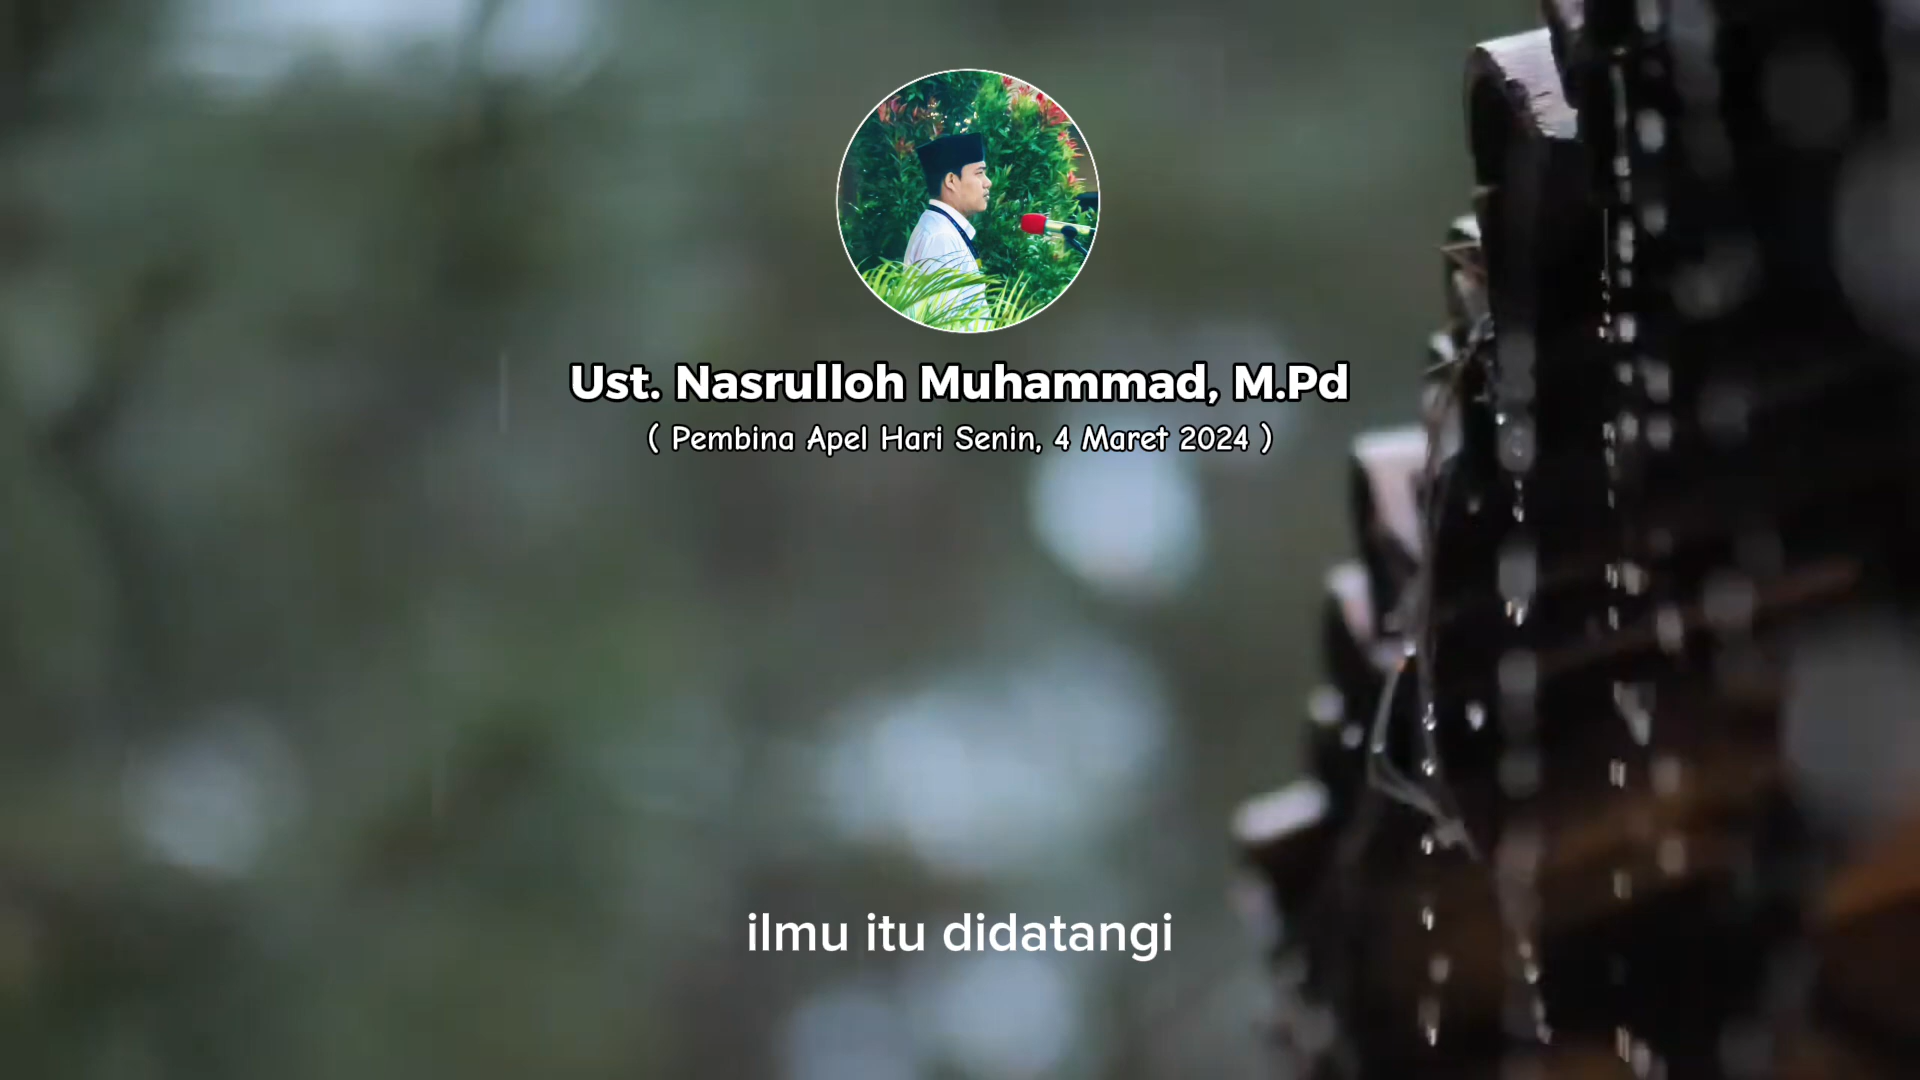 Ust. Nasrulloh Muhammad, M.Pd
( Pembina Apel Hari Senin, 4 Maret 2024 )
ilmu itu didatangi